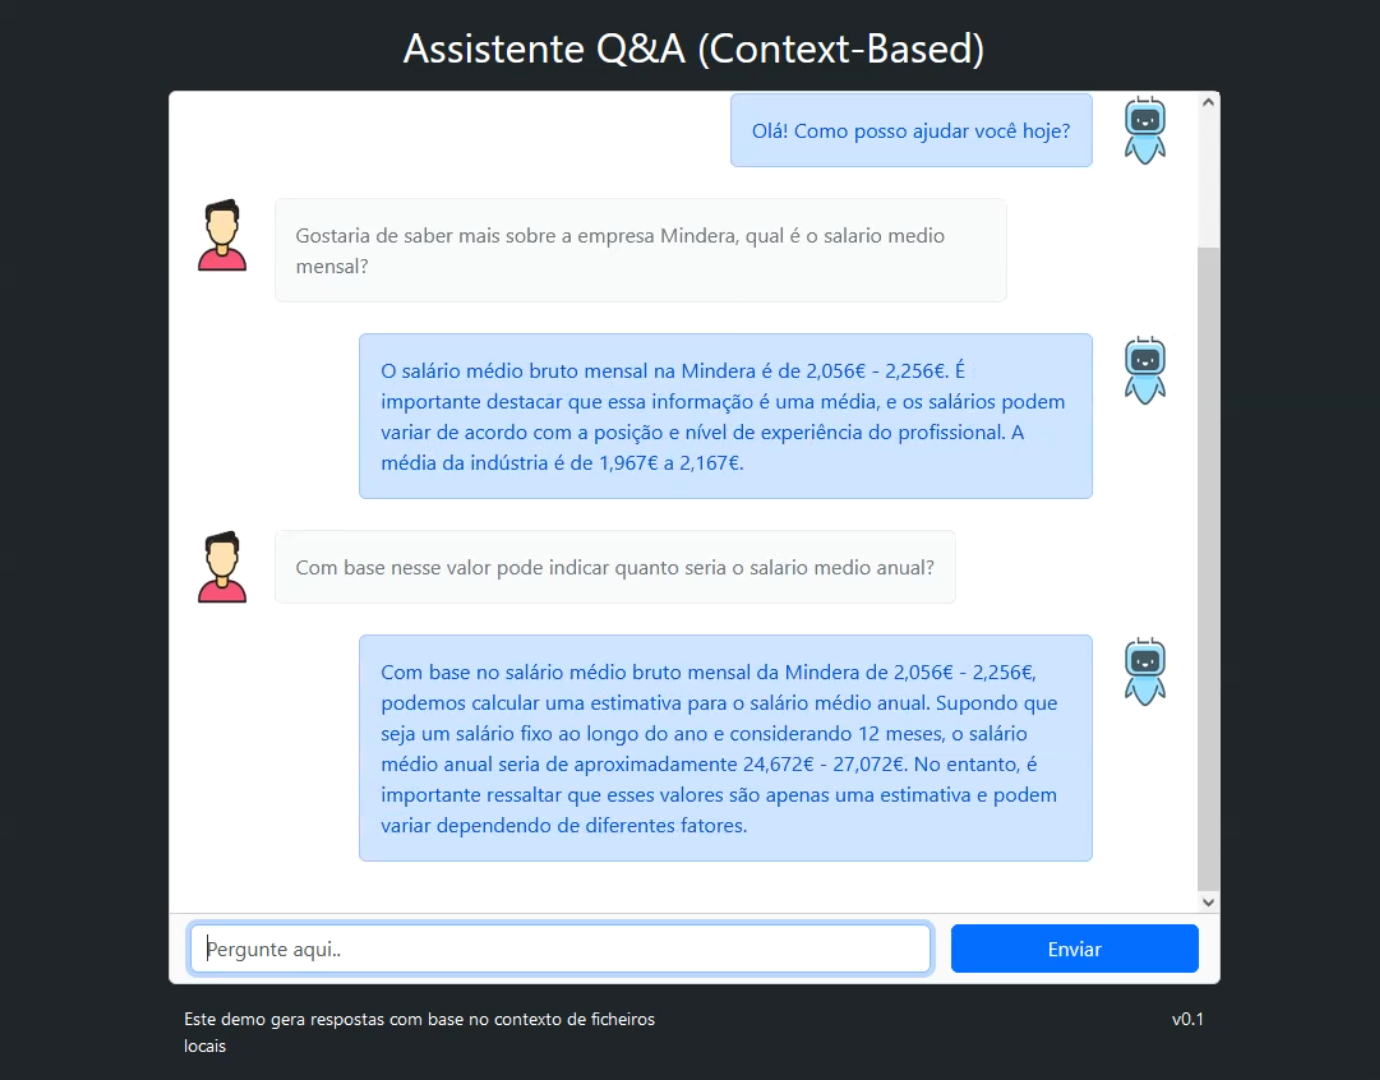 Assistente Q&A (Context-Based)
Olá! Como posso ajudar você hoje?
Gostaria de saber mais sobre a empresa Mindera, qual é o salario medio
mensal?
O salário médio bruto mensal na Mindera é de 2,056€ - 2,256€. É
importante destacar que essa informação é uma média, e os salários podem
variar de acordo com a posição e nível de experiência do profissional. A
média da indústria é de 1,967€ a 2,167€.
Com base nesse valor pode indicar quanto seria o salario medio anual?
Com base no salário médio bruto mensal da Mindera de 2,056€ - 2,256€,
podemos calcular uma estimativa para o salário médio anual. Supondo que
seja um salário fixo ao longo do ano e considerando 12 meses, o salário
médio anual seria de aproximadamente 24,672€ - 27,072€. No entanto, é
importante ressaltar que esses valores são apenas uma estimativa e podem
variar dependendo de diferentes fatores.
Pergunte aqui..
Enviar
Este demo gera respostas com base no contexto de ficheiros
locais
v0.1